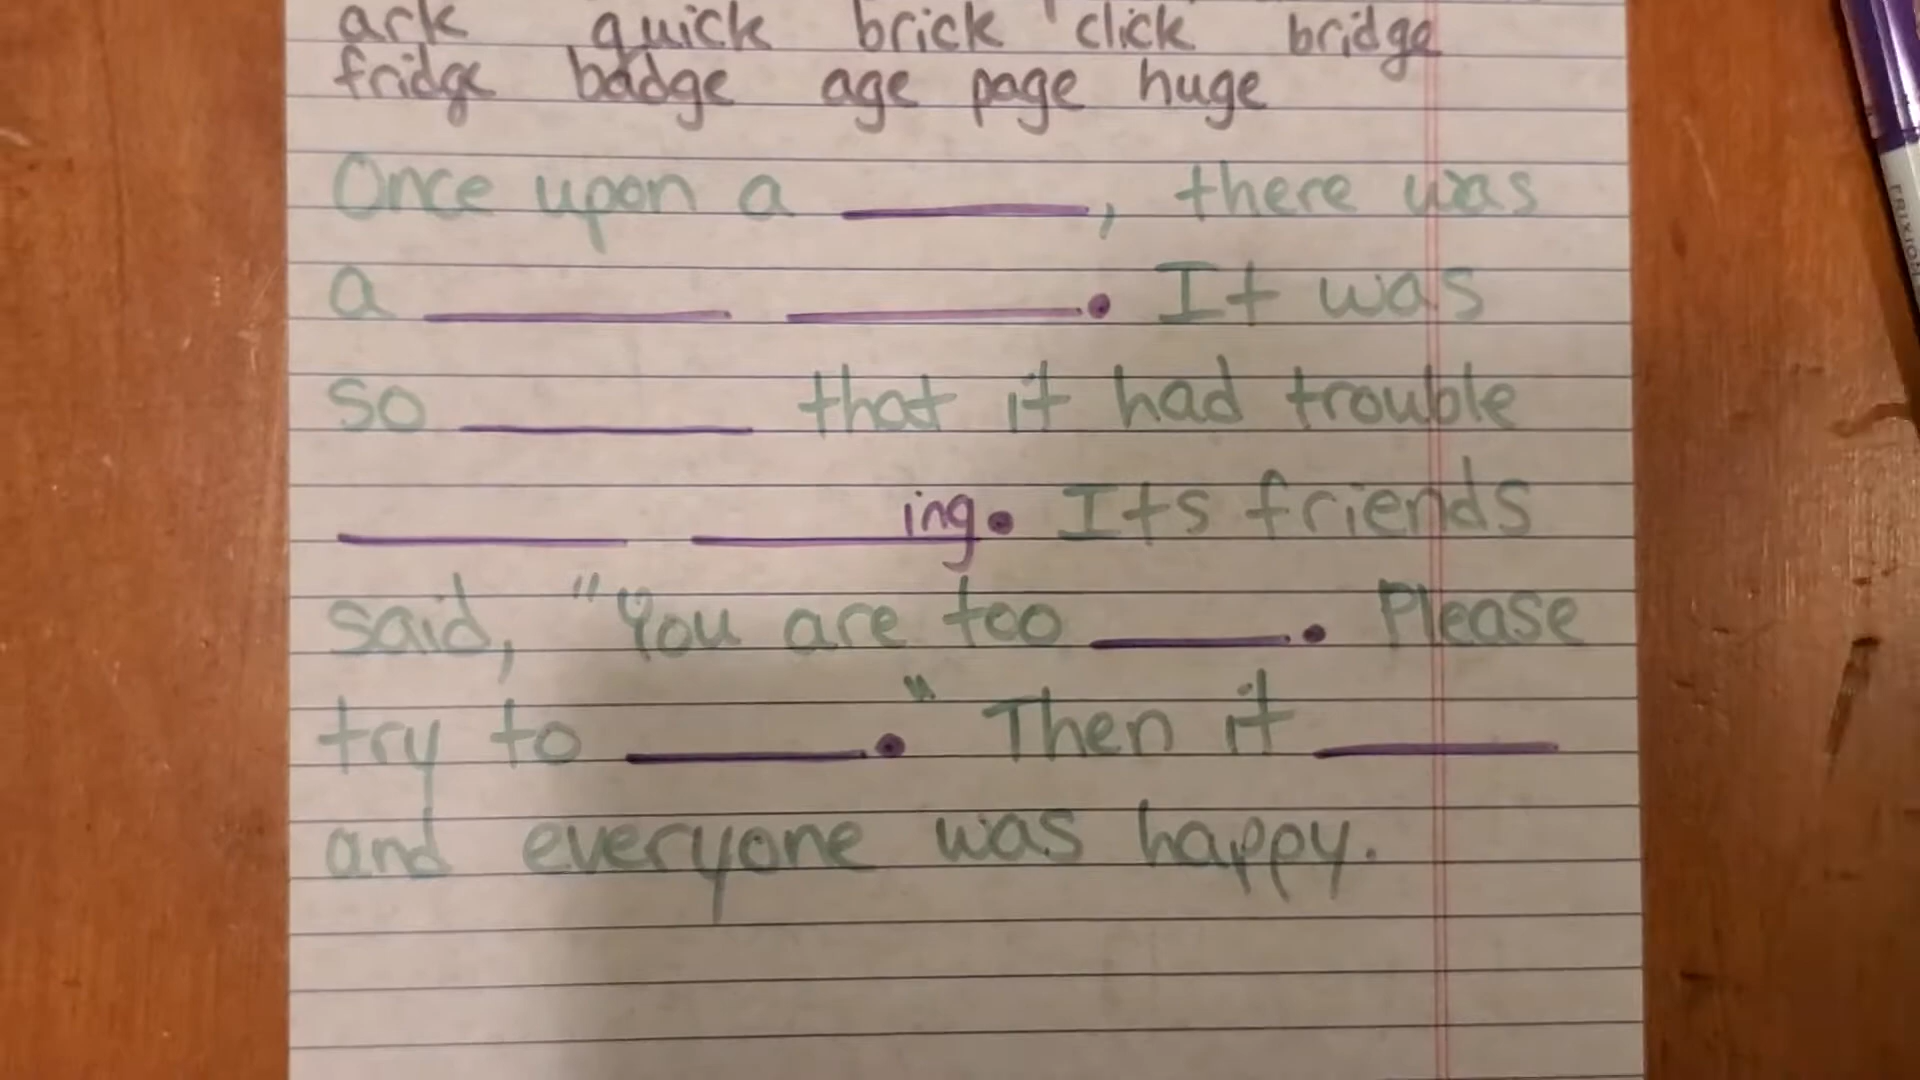 ark quick brick click bridge
fridge badge age page huge
Once upon a ______, there was
a ______ ______. It was
so ______ that it had trouble
______ ______ing. Its friends
said, "You are too ______. Please
try to ______." Then it ______
and everyone was happy.